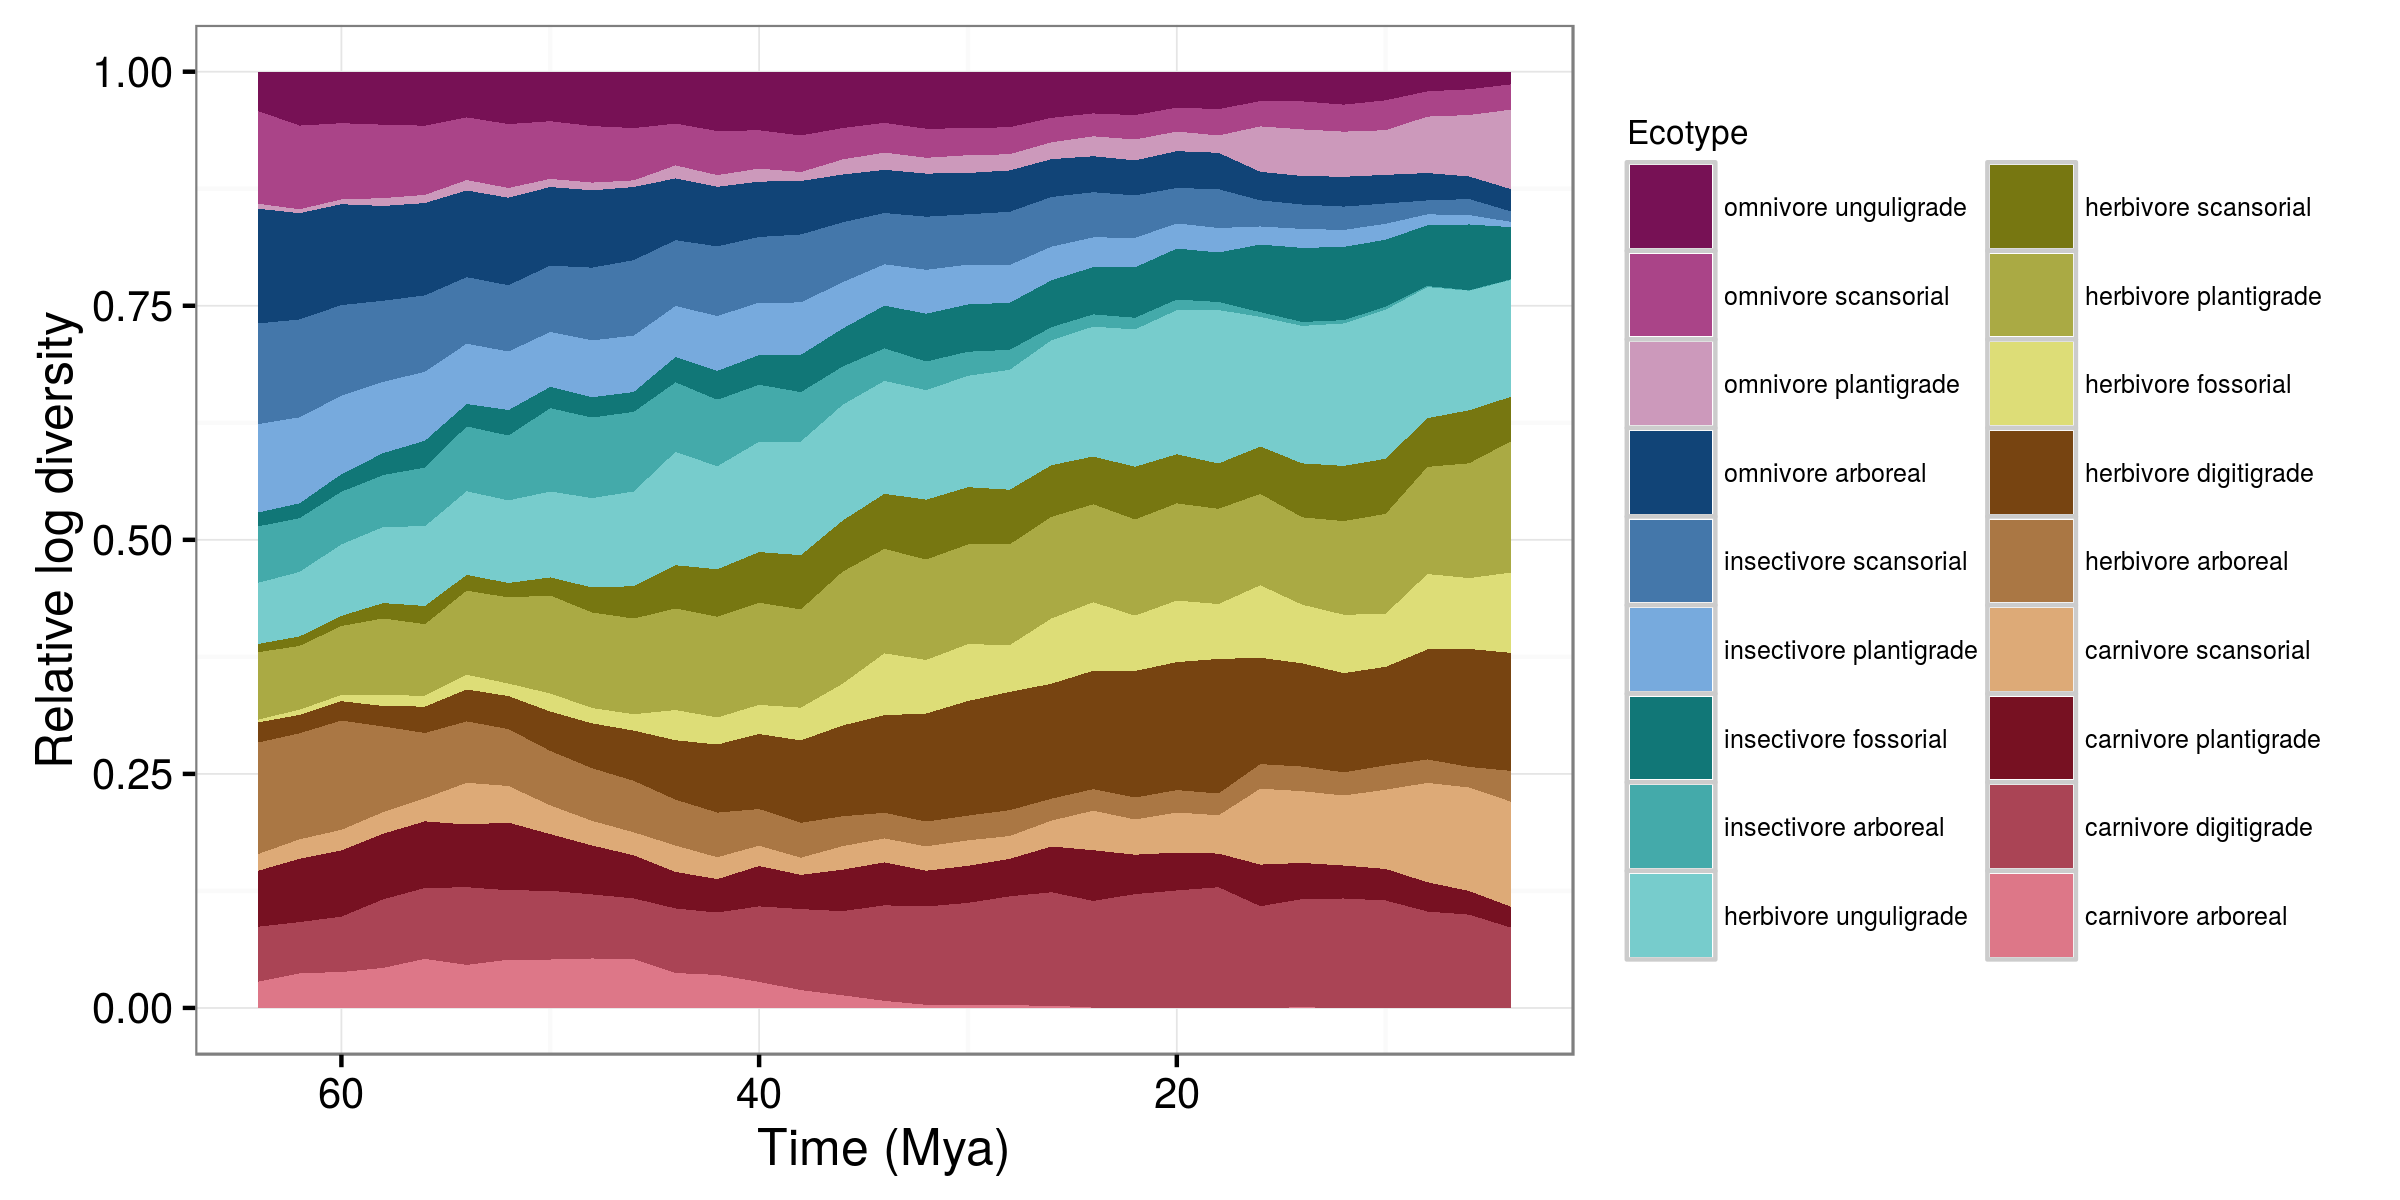 1.00
0.75
0.50
0.25
0.00
Relative log diversity
60
40
20
Time (Mya)
Ecotype
omnivore unguligrade
omnivore scansorial
omnivore plantigrade
omnivore arboreal
insectivore scansorial
insectivore plantigrade
insectivore fossorial
insectivore arboreal
herbivore unguligrade
herbivore scansorial
herbivore plantigrade
herbivore fossorial
herbivore digitigrade
herbivore arboreal
carnivore scansorial
carnivore plantigrade
carnivore digitigrade
carnivore arboreal